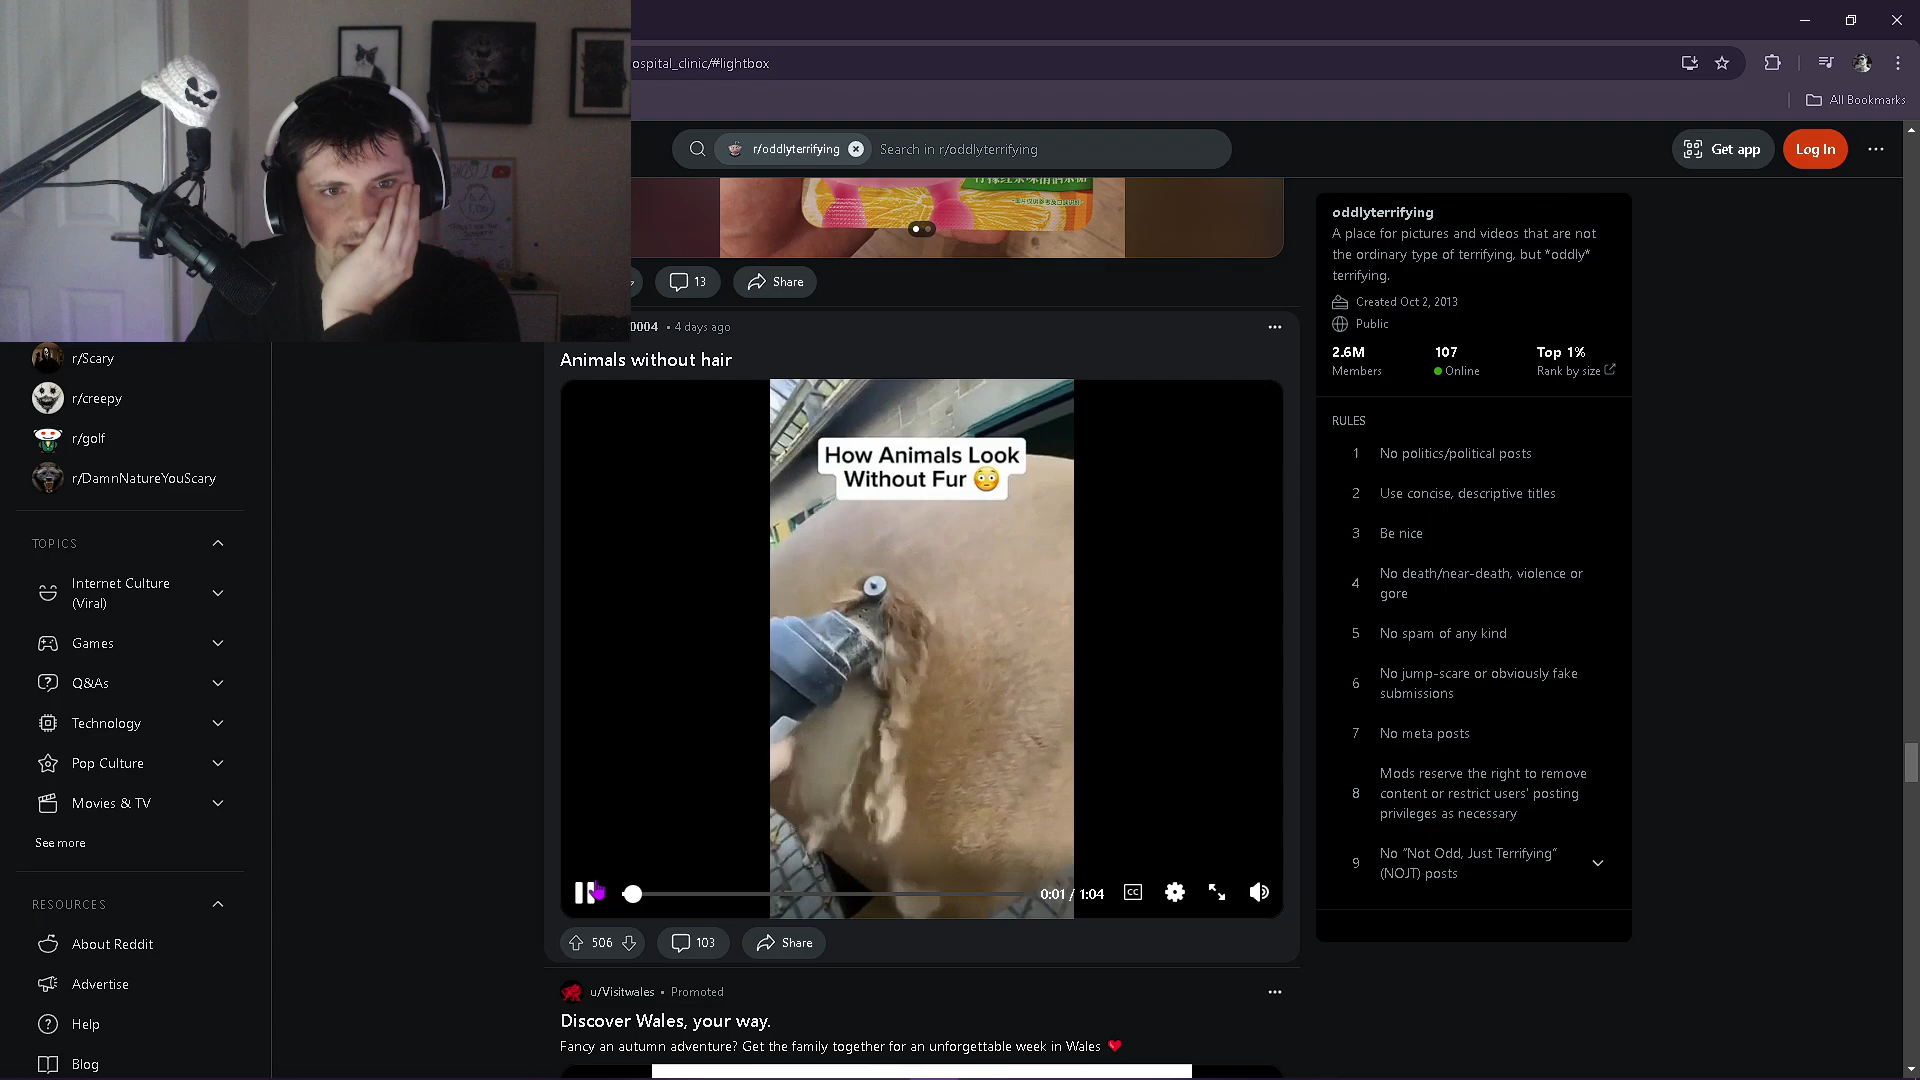 ospital_clinic/#lightbox
All Bookmarks
r/oddlyterrifying
Search in r/oddlyterrifying
Get app
Log In
13
Share
0004 • 4 days ago
Animals without hair
How Animals Look
Without Fur 😳
0:01 / 1:04
CC
506
103
Share
u/Visitwales • Promoted
Discover Wales, your way.
Fancy an autumn adventure? Get the family together for an unforgettable week in Wales ❤️
r/Scary
r/creepy
r/golf
r/DamnNatureYouScary
TOPICS
Internet Culture
(Viral)
Games
Q&As
Technology
Pop Culture
Movies & TV
See more
RESOURCES
About Reddit
Advertise
Help
Blog
oddlyterrifying
A place for pictures and videos that are not
the ordinary type of terrifying, but *oddly*
terrifying.
Created Oct 2, 2013
Public
2.6M
107
Top 1%
Members
Online
Rank by size
RULES
1 No politics/political posts
2 Use concise, descriptive titles
3 Be nice
4 No death/near-death, violence or
gore
5 No spam of any kind
6 No jump-scare or obviously fake
submissions
7 No meta posts
8 Mods reserve the right to remove
content or restrict users' posting
privileges as necessary
9 No “Not Odd, Just Terrifying”
(NOJT) posts